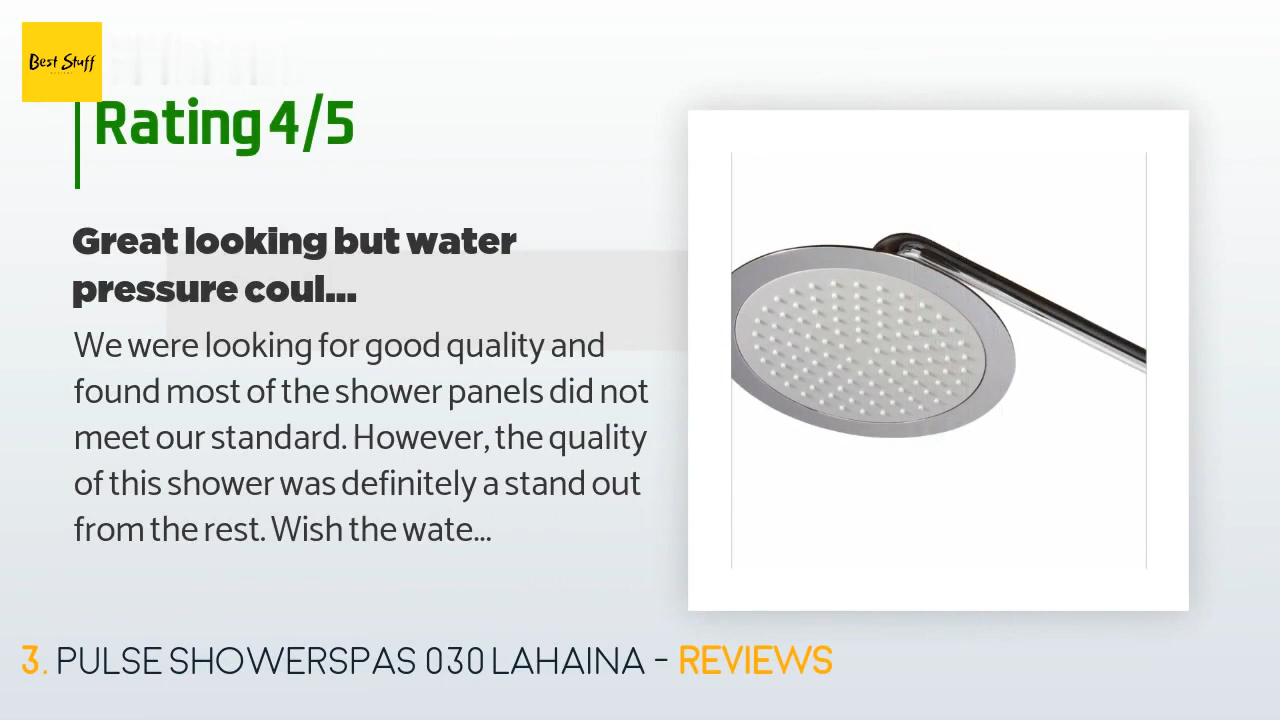 Best Stuff
Rating 4/5
Great looking but water
pressure coul...
We were looking for good quality and
found most of the shower panels did not
meet our standard. However, the quality
of this shower was definitely a stand out
from the rest. Wish the wate...
3. PULSE SHOWERSPAS 030 LAHAINA - REVIEWS